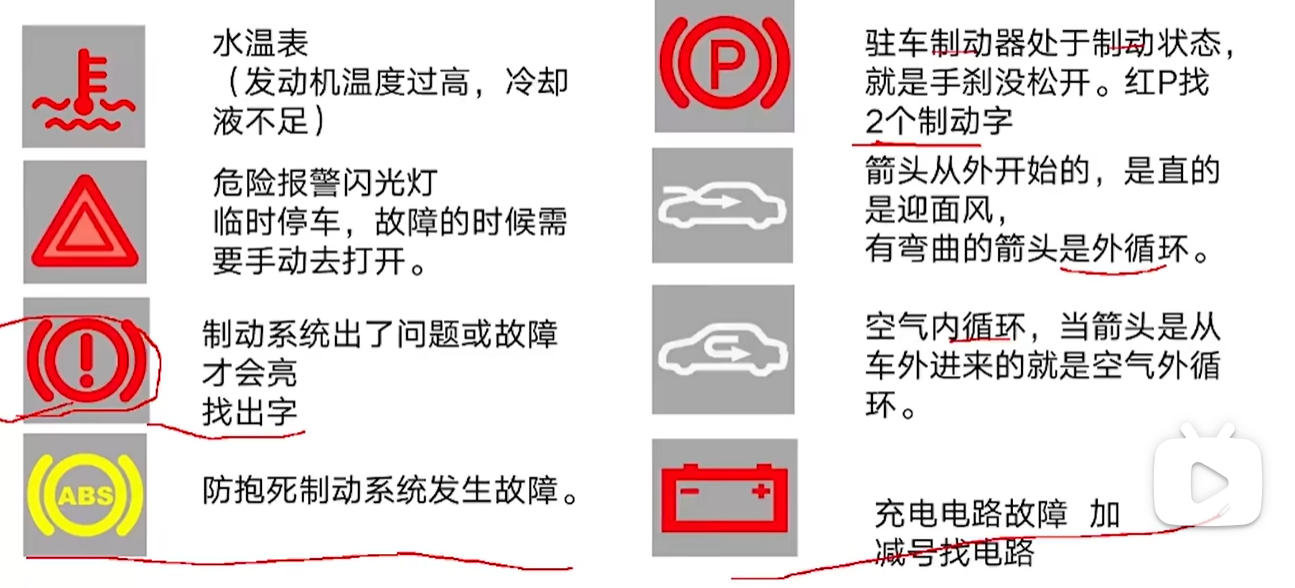 水温表
（发动机温度过高，冷却
液不足）
危险报警闪光灯
临时停车，故障的时候需
要手动去打开。
!
制动系统出了问题或故障
才会亮
找出字
ABS
防抱死制动系统发生故障。
P
驻车制动器处于制动状态，
就是手刹没松开。红P找
2个制动字
箭头从外开始的，是直的
是迎面风，
有弯曲的箭头是外循环。
空气内循环，当箭头是从
车外进来的就是空气外循
环。
- +
充电电路故障 加
减号找电路